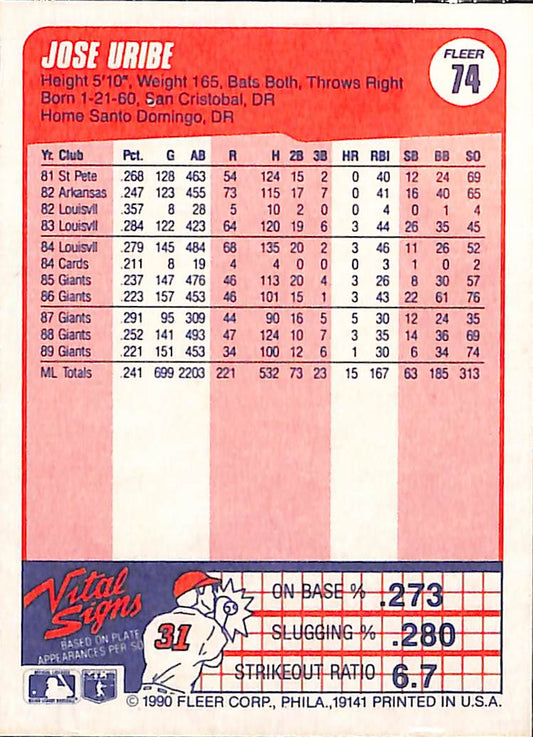 JOSE URIBE
FLEER
74
Height 5'10", Weight 165, Bats Both, Throws Right
Born 1-21-60, San Cristobal, DR
Home Santo Domingo, DR
Yr. Club Pct. G AB R H 2B 3B HR RBI SB BB SO
81 St Pete .268 128 463 54 124 15 2 0 40 12 24 69
82 Arkansas .247 123 455 73 115 17 7 0 41 16 40 65
82 Louisvll .357 8 28 5 10 2 0 0 4 0 1 4
83 Louisvll .284 122 423 64 120 19 6 3 44 26 35 45
84 Louisvll .279 145 484 68 135 20 2 3 46 11 26 52
84 Cards .211 8 19 4 4 0 0 0 3 1 0 2
85 Giants .237 147 476 46 113 20 4 3 26 8 30 57
86 Giants .223 157 453 46 101 15 1 3 43 22 61 76
87 Giants .291 95 309 44 90 16 5 5 30 12 24 35
88 Giants .252 141 493 47 124 10 7 3 35 14 36 69
89 Giants .221 151 453 34 100 12 6 1 30 6 34 74
ML Totals .241 699 2203 221 532 73 23 15 167 63 185 313
Vital
Signs
BASED ON PLATE
APPEARANCES PER SO
31
ON BASE % .273
SLUGGING % .280
STRIKEOUT RATIO 6.7
© 1990 FLEER CORP., PHILA.,19141 PRINTED IN U.S.A.